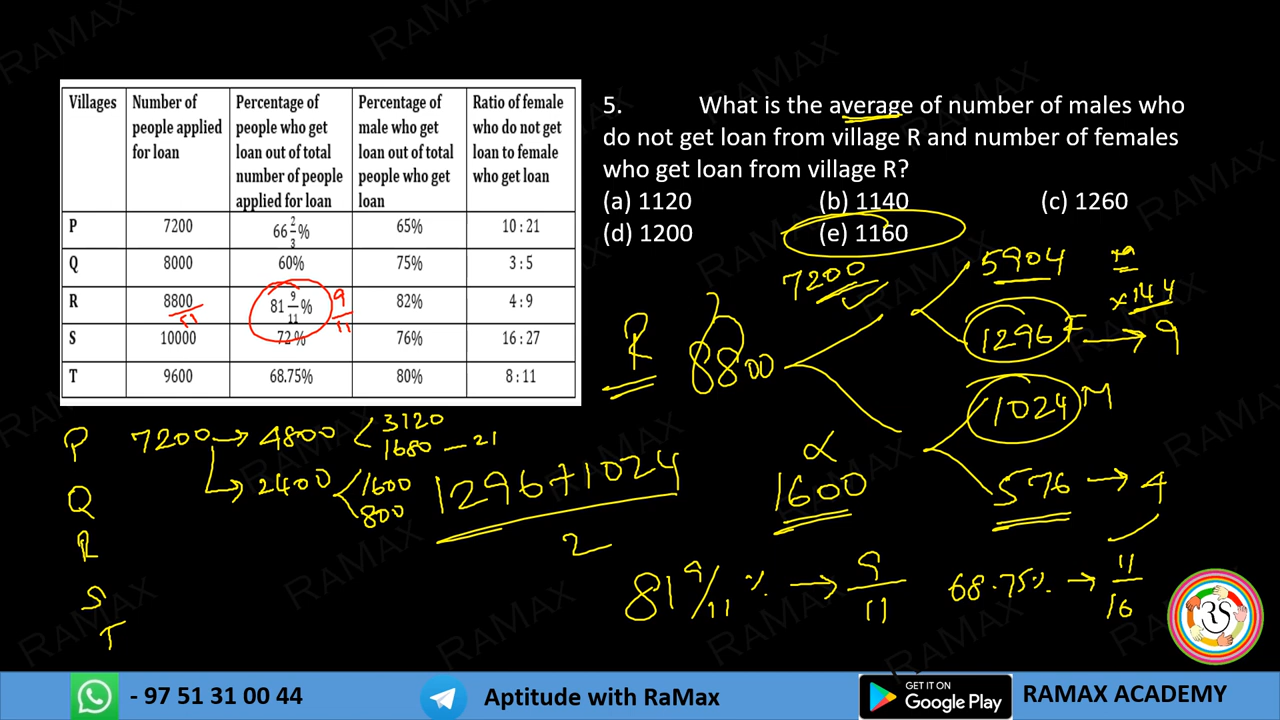 Villages | Number of people applied for loan | Percentage of people who get loan out of total number of people applied for loan | Percentage of male who get loan out of total people who get loan | Ratio of female who do not get loan to female who get loan
P | 7200 | 66 2/3% | 65% | 10 : 21
Q | 8000 | 60% | 75% | 3 : 5
R | 8800 | 81 9/11% | 82% | 4 : 9
S | 10000 | 72% | 76% | 16 : 27
T | 9600 | 68.75% | 80% | 8 : 11
11
9/11
5. What is the average of number of males who
do not get loan from village R and number of females
who get loan from village R?
(a) 1120 (b) 1140 (c) 1260
(d) 1200 (e) 1160
7200
5904
×144
R 8800
1296 F → 9
1024 M
α
1600
576 → 4
P 7200 → 4800 < 3120
1680 – 21
→ 2400 < 1600
800
Q
R
S
T
1296+1024
2
81 9/11 % → 9/11
68.75% → 11/16
RS
- 97 51 31 00 44
Aptitude with RaMax
GET IT ON
Google Play
RAMAX ACADEMY
RAMAX